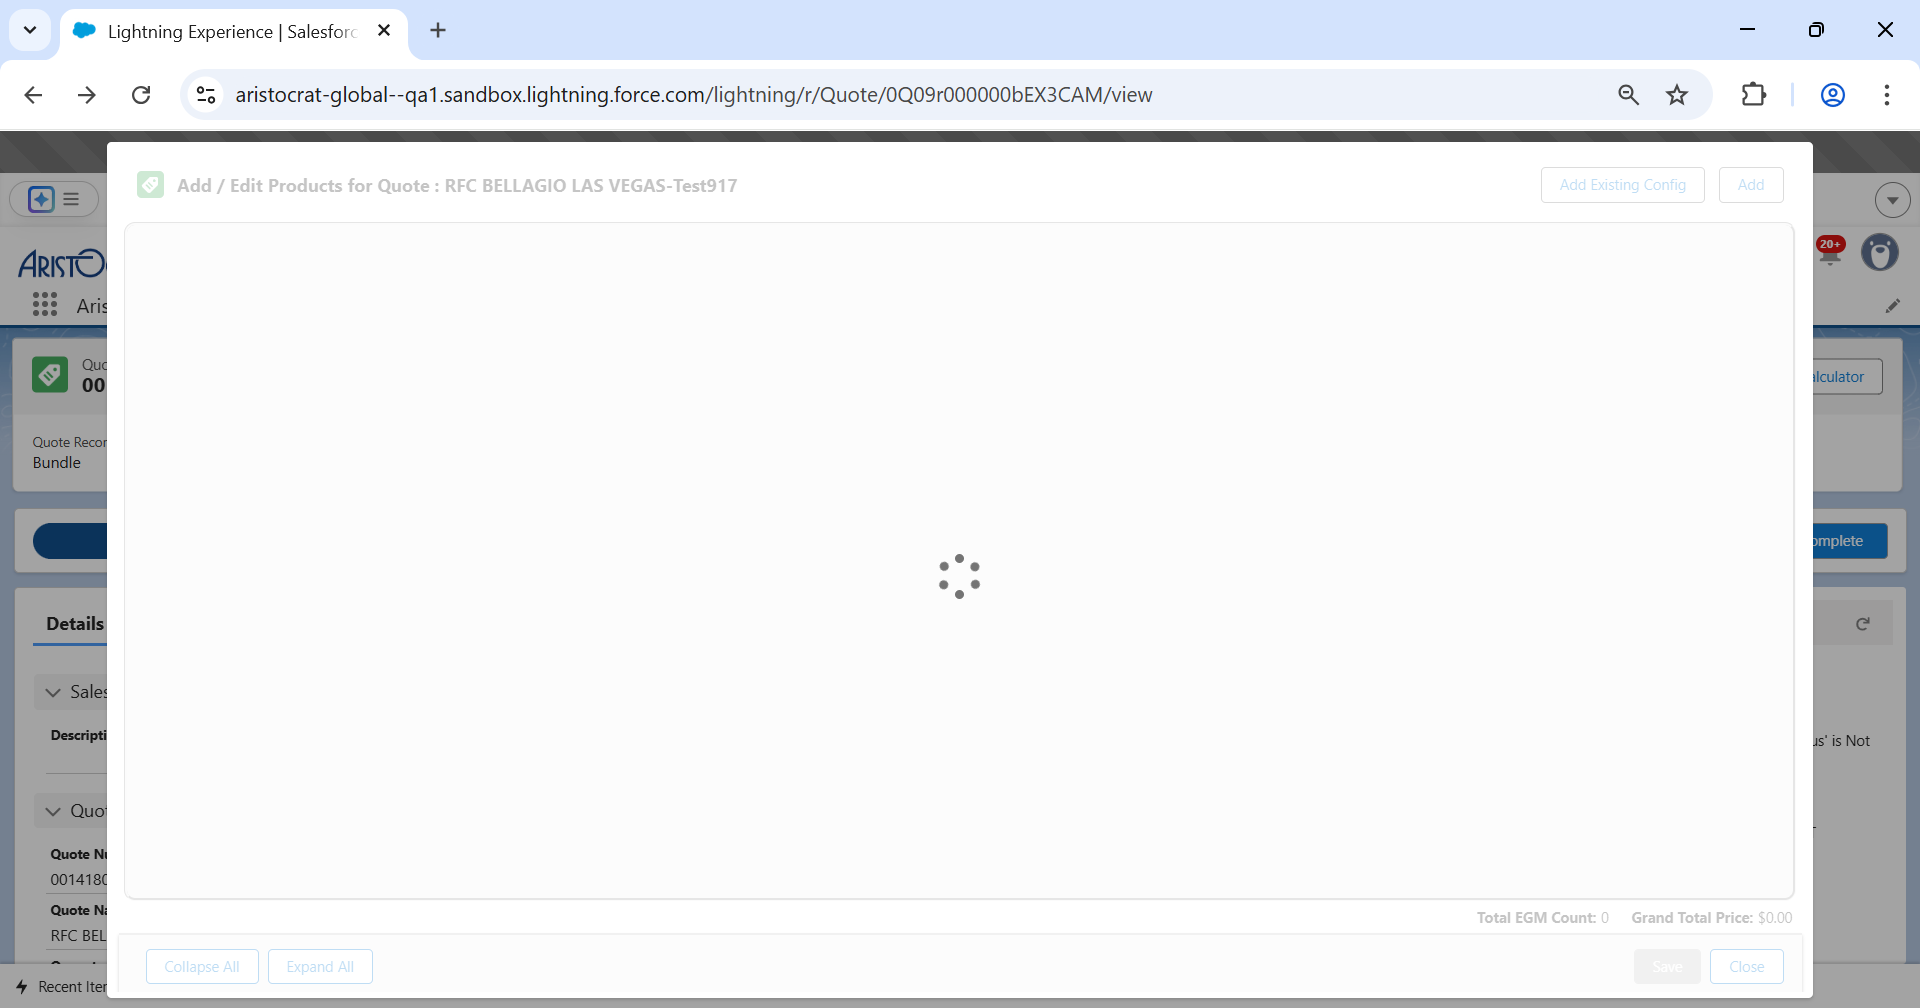 Lightning Experience | Salesforc
aristocrat-global--qa1.sandbox.lightning.force.com/lightning/r/Quote/0Q09r000000bEX3CAM/view
Add / Edit Products for Quote : RFC BELLAGIO LAS VEGAS-Test917
Add Existing Config
Add
20+
ARISTO
Aris
Quo
00
alculator
Quote Recor
Bundle
omplete
Details
Sales
Descripti
us' is Not
Quot
Quote Nu
0014180
Quote Na
RFC BEL
Total EGM Count: 0
Grand Total Price: $0.00
Collapse All
Expand All
Save
Close
Recent Iter